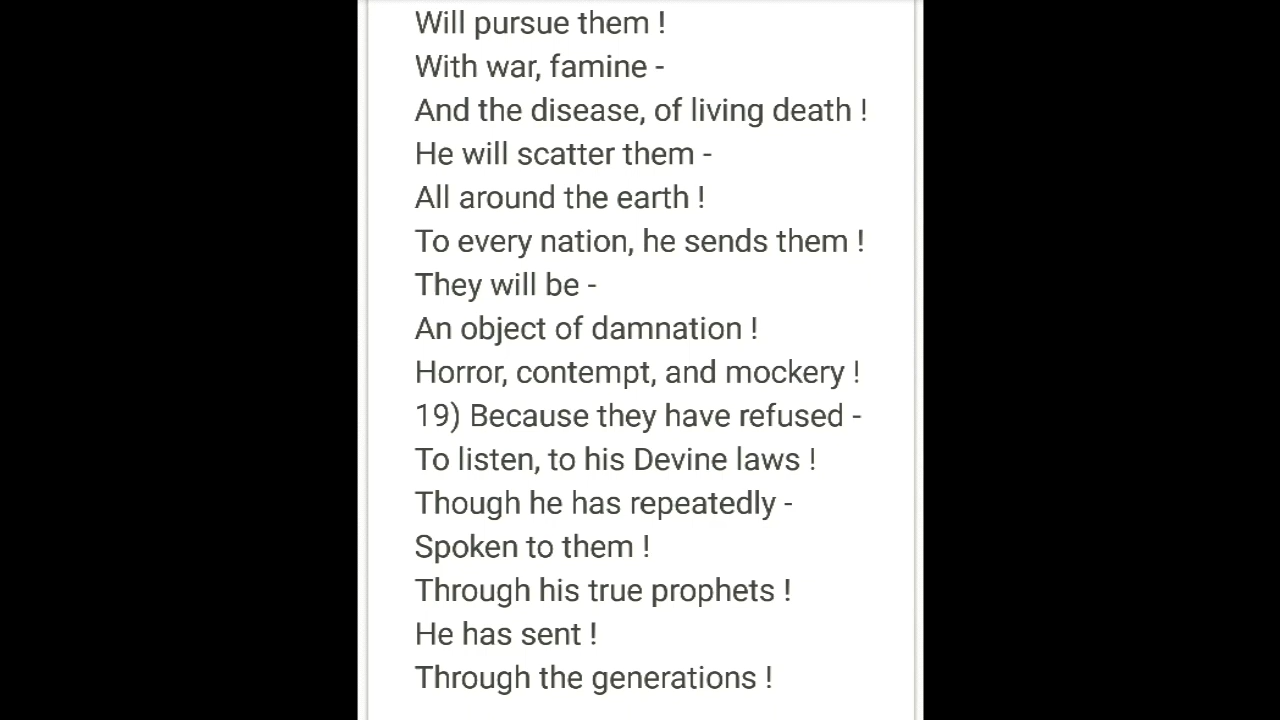 Will pursue them !
With war, famine -
And the disease, of living death !
He will scatter them -
All around the earth !
To every nation, he sends them !
They will be -
An object of damnation !
Horror, contempt, and mockery !
19) Because they have refused -
To listen, to his Devine laws !
Though he has repeatedly -
Spoken to them !
Through his true prophets !
He has sent !
Through the generations !